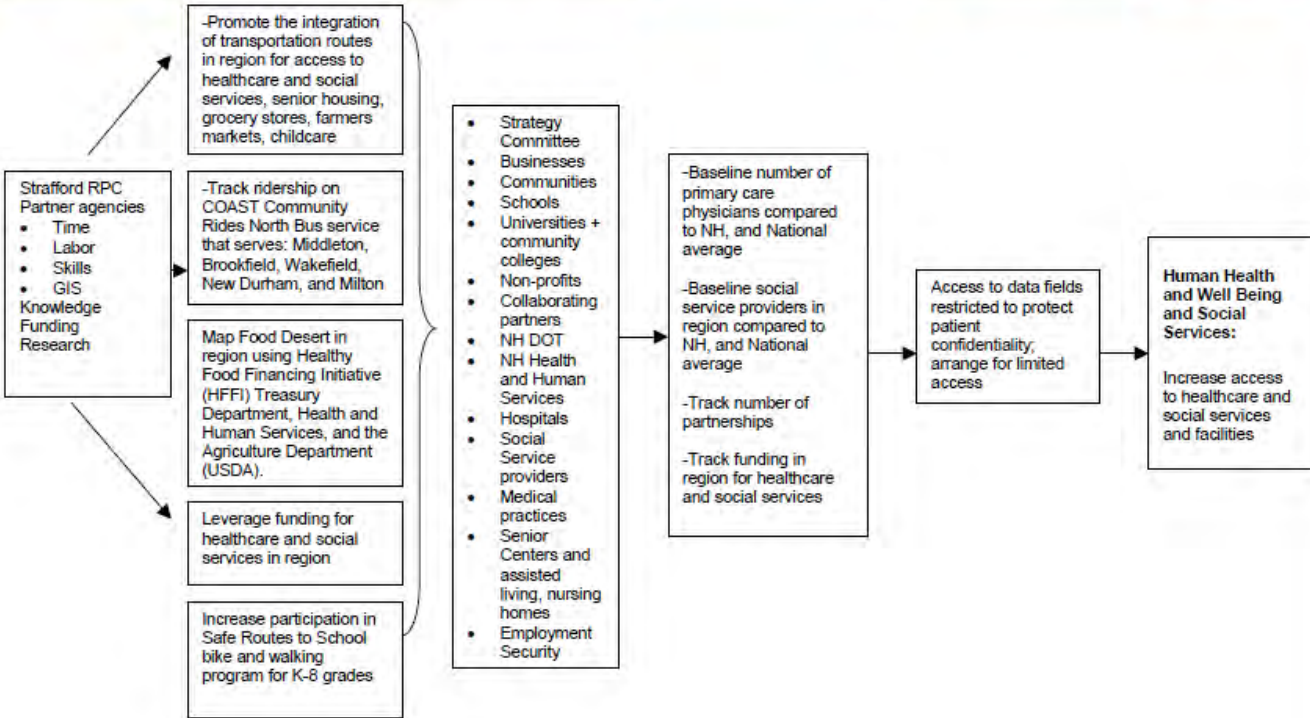 Strafford RPC
Partner agencies
• Time
• Labor
• Skills
• GIS
Knowledge
Funding
Research
-Promote the integration
of transportation routes
in region for access to
healthcare and social
services, senior housing,
grocery stores, farmers
markets, childcare
-Track ridership on
COAST Community
Rides North Bus service
that serves: Middleton,
Brookfield, Wakefield,
New Durham, and Milton
Map Food Desert in
region using Healthy
Food Financing Initiative
(HFFI) Treasury
Department, Health and
Human Services, and the
Agriculture Department
(USDA).
Leverage funding for
healthcare and social
services in region
Increase participation in
Safe Routes to School
bike and walking
program for K-8 grades
• Strategy
Committee
• Businesses
• Communities
• Schools
• Universities +
community
colleges
• Non-profits
• Collaborating
partners
• NH DOT
• NH Health
and Human
Services
• Hospitals
• Social
Service
providers
• Medical
practices
• Senior
Centers and
assisted
living, nursing
homes
• Employment
Security
-Baseline number of
primary care
physicians compared
to NH, and National
average
-Baseline social
service providers in
region compared to
NH, and National
average
-Track number of
partnerships
-Track funding in
region for healthcare
and social services
Access to data fields
restricted to protect
patient
confidentiality;
arrange for limited
access
Human Health
and Well Being
and Social
Services:
Increase access
to healthcare and
social services
and facilities